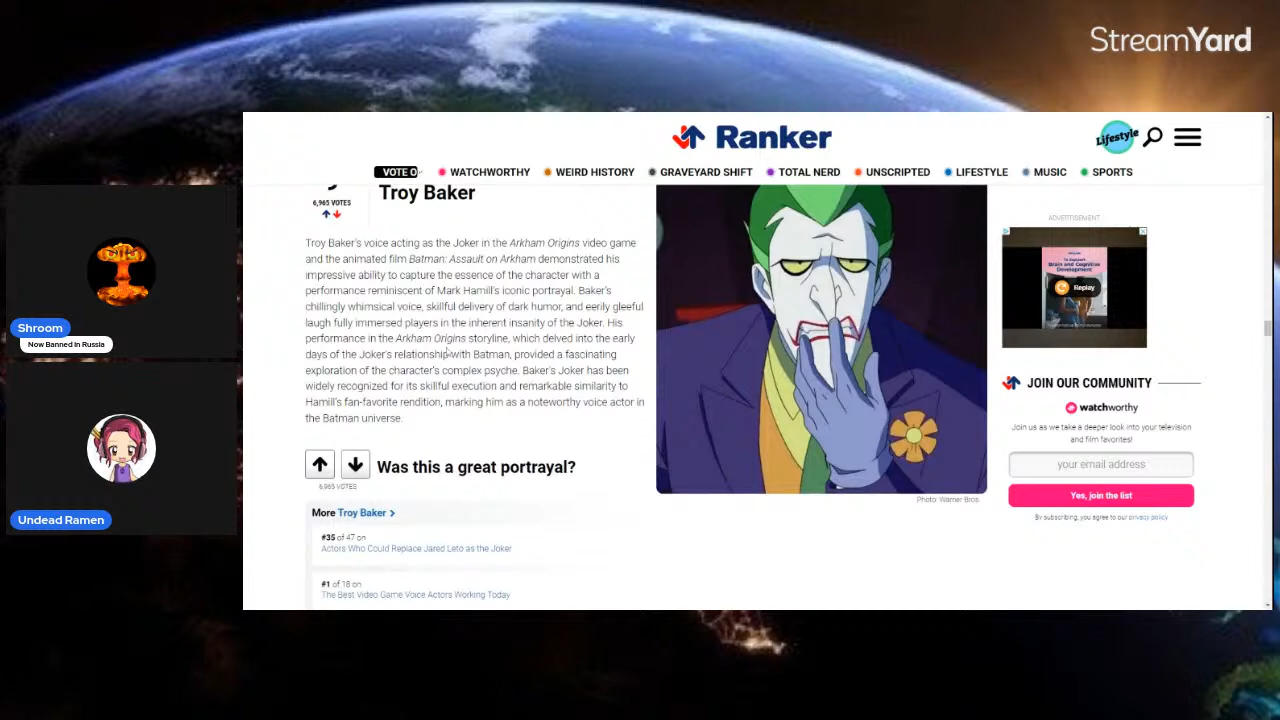 StreamYard
Ranker
Lifestyle
VOTE O
WATCHWORTHY
WEIRD HISTORY
GRAVEYARD SHIFT
TOTAL NERD
UNSCRIPTED
LIFESTYLE
MUSIC
SPORTS
Troy Baker
6,965 VOTES
Troy Baker's voice acting as the Joker in the Arkham Origins video game
and the animated film Batman: Assault on Arkham demonstrated his
impressive ability to capture the essence of the character with a
performance reminiscent of Mark Hamill's iconic portrayal. Baker's
chillingly whimsical voice, skillful delivery of dark humor, and eerily gleeful
laugh fully immersed players in the inherent insanity of the Joker. His
performance in the Arkham Origins storyline, which delved into the early
days of the Joker's relationship with Batman, provided a fascinating
exploration of the character's complex psyche. Baker's Joker has been
widely recognized for its skillful execution and remarkable similarity to
Hamill's fan-favorite rendition, marking him as a noteworthy voice actor in
the Batman universe.
Was this a great portrayal?
6,965 VOTES
More Troy Baker >
#35 of 47 on
Actors Who Could Replace Jared Leto as the Joker
#1 of 18 on
The Best Video Game Voice Actors Working Today
Photo: Warner Bros.
ADVERTISEMENT
To Support
Brain and Cognitive
Development
Replay
JOIN OUR COMMUNITY
watchworthy
Join us as we take a deeper look into your television
and film favorites!
your email address
Yes, join the list
By subscribing, you agree to our privacy policy
Shroom
Now Banned In Russia
Undead Ramen